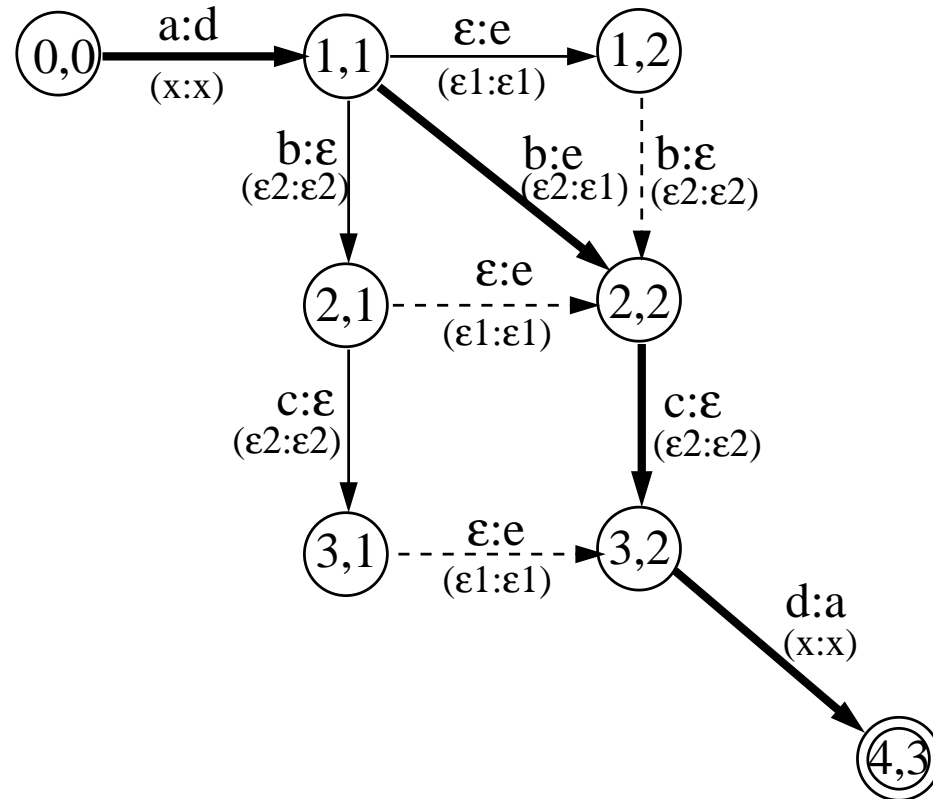 a:d
ε:e
0,0
1,1
1,2
(x:x)
(ε1:ε1)
b:ε
(ε2:ε2)
b:e
(ε2:ε1)
b:ε
(ε2:ε2)
ε:e
2,1
2,2
(ε1:ε1)
c:ε
(ε2:ε2)
c:ε
(ε2:ε2)
ε:e
3,1
3,2
(ε1:ε1)
d:a
(x:x)
4,3